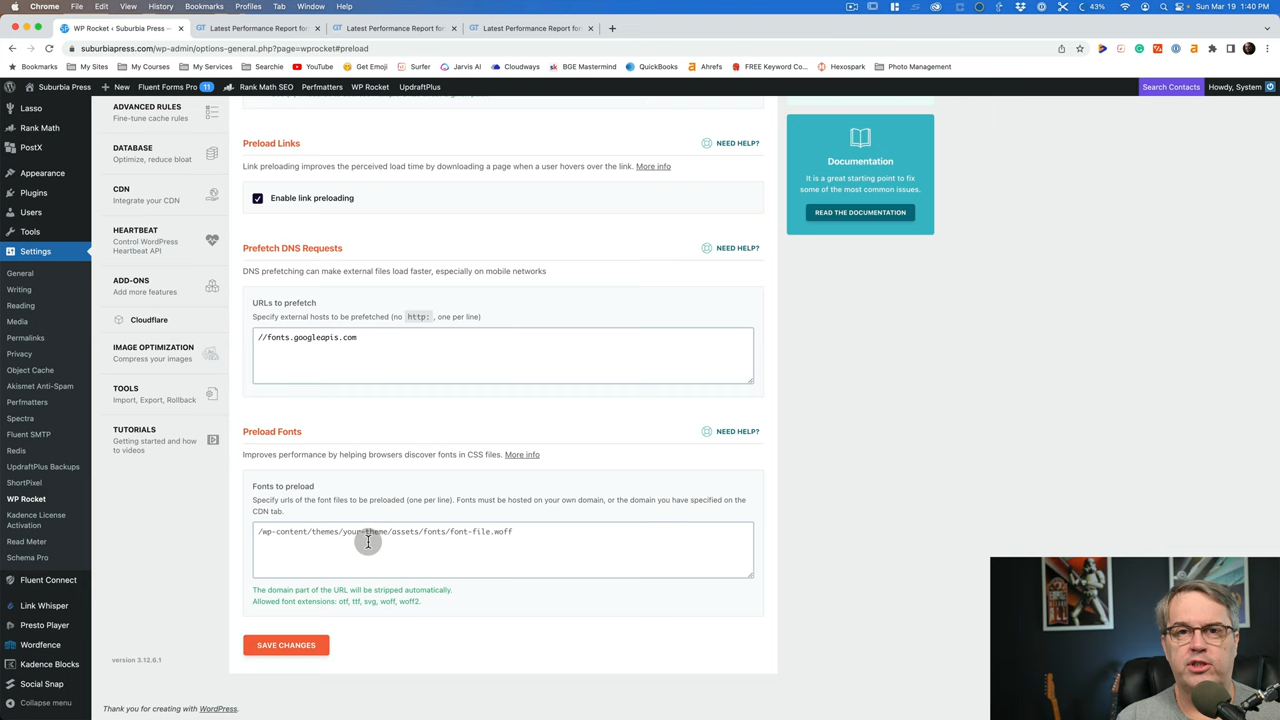 Chrome File Edit View History Bookmarks Profiles Tab Window Help 43% Sun Mar 19 1:40 PM
WP Rocket ‹ Suburbia Press — Latest Performance Report for Latest Performance Report for Latest Performance Report for
suburbiapress.com/wp-admin/options-general.php?page=wprocket#preload
Bookmarks My Sites My Courses My Services Searchie YouTube Get Emoji Surfer Jarvis AI Cloudways BGE Mastermind QuickBooks Ahrefs FREE Keyword Co... Hexospark Photo Management
Suburbia Press New Fluent Forms Pro 11 Rank Math SEO Perfmatters WP Rocket UpdraftPlus Search Contacts Howdy, System
Lasso
Rank Math
PostX
Appearance
Plugins
Users
Tools
Settings
General
Writing
Reading
Media
Permalinks
Privacy
Object Cache
Akismet Anti-Spam
Perfmatters
Spectra
Fluent SMTP
Redis
UpdraftPlus Backups
ShortPixel
WP Rocket
Kadence License
Activation
Read Meter
Schema Pro
Fluent Connect
Link Whisper
Presto Player
Wordfence
Kadence Blocks
Social Snap
Collapse menu
ADVANCED RULES
Fine-tune cache rules
DATABASE
Optimize, reduce bloat
CDN
Integrate your CDN
HEARTBEAT
Control WordPress
Heartbeat API
ADD-ONS
Add more features
Cloudflare
IMAGE OPTIMIZATION
Compress your images
TOOLS
Import, Export, Rollback
TUTORIALS
Getting started and how
to videos
version 3.12.6.1
Preload Links NEED HELP?
Link preloading improves the perceived load time by downloading a page when a user hovers over the link. More info
Enable link preloading
Prefetch DNS Requests NEED HELP?
DNS prefetching can make external files load faster, especially on mobile networks
URLs to prefetch
Specify external hosts to be prefetched (no http:, one per line)
//fonts.googleapis.com
Preload Fonts NEED HELP?
Improves performance by helping browsers discover fonts in CSS files. More info
Fonts to preload
Specify urls of the font files to be preloaded (one per line). Fonts must be hosted on your own domain, or the domain you have specified on the
CDN tab.
/wp-content/themes/your-theme/assets/fonts/font-file.woff
The domain part of the URL will be stripped automatically.
Allowed font extensions: otf, ttf, svg, woff, woff2.
SAVE CHANGES
Documentation
It is a great starting point to fix
some of the most common issues.
READ THE DOCUMENTATION
Thank you for creating with WordPress.